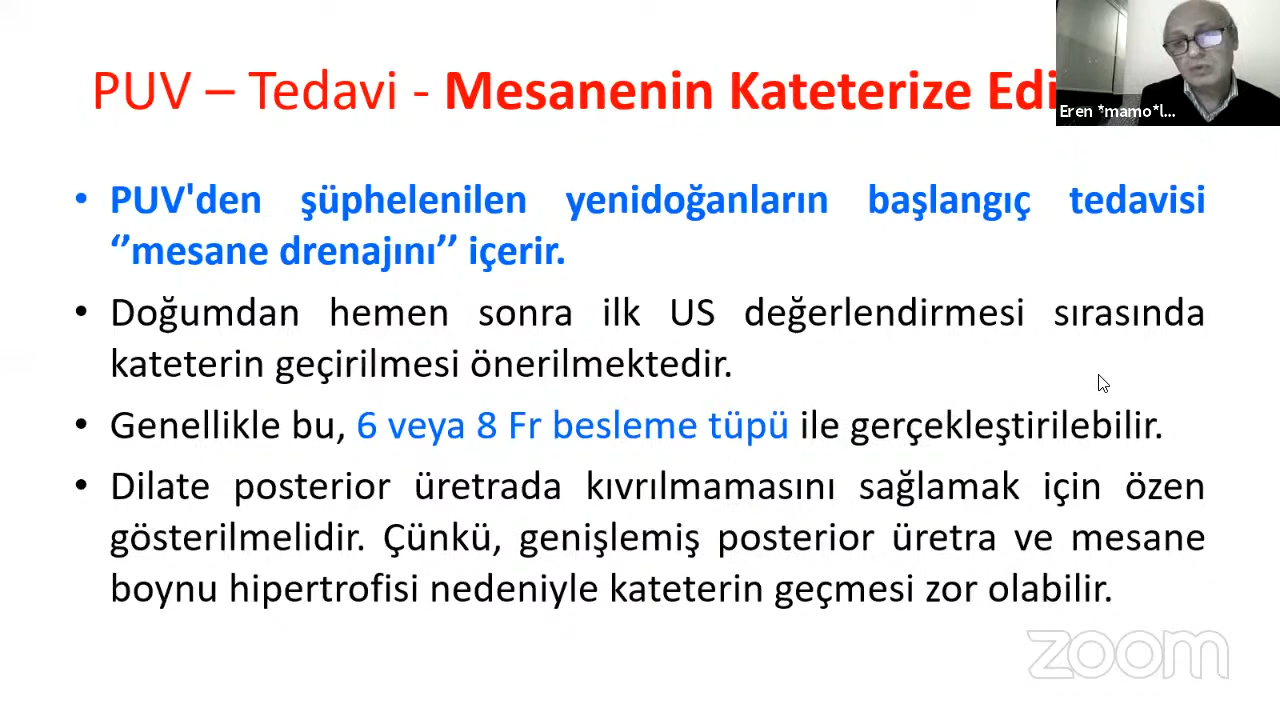 PUV – Tedavi - Mesanenin Kateterize Edi
Eren *mamo*l...
• PUV'den şüphelenilen yenidoğanların başlangıç tedavisi
‘’mesane drenajını’’ içerir.
• Doğumdan hemen sonra ilk US değerlendirmesi sırasında
kateterin geçirilmesi önerilmektedir.
• Genellikle bu, 6 veya 8 Fr besleme tüpü ile gerçekleştirilebilir.
• Dilate posterior üretrada kıvrılmamasını sağlamak için özen
gösterilmelidir. Çünkü, genişlemiş posterior üretra ve mesane
boynu hipertrofisi nedeniyle kateterin geçmesi zor olabilir.
zoom